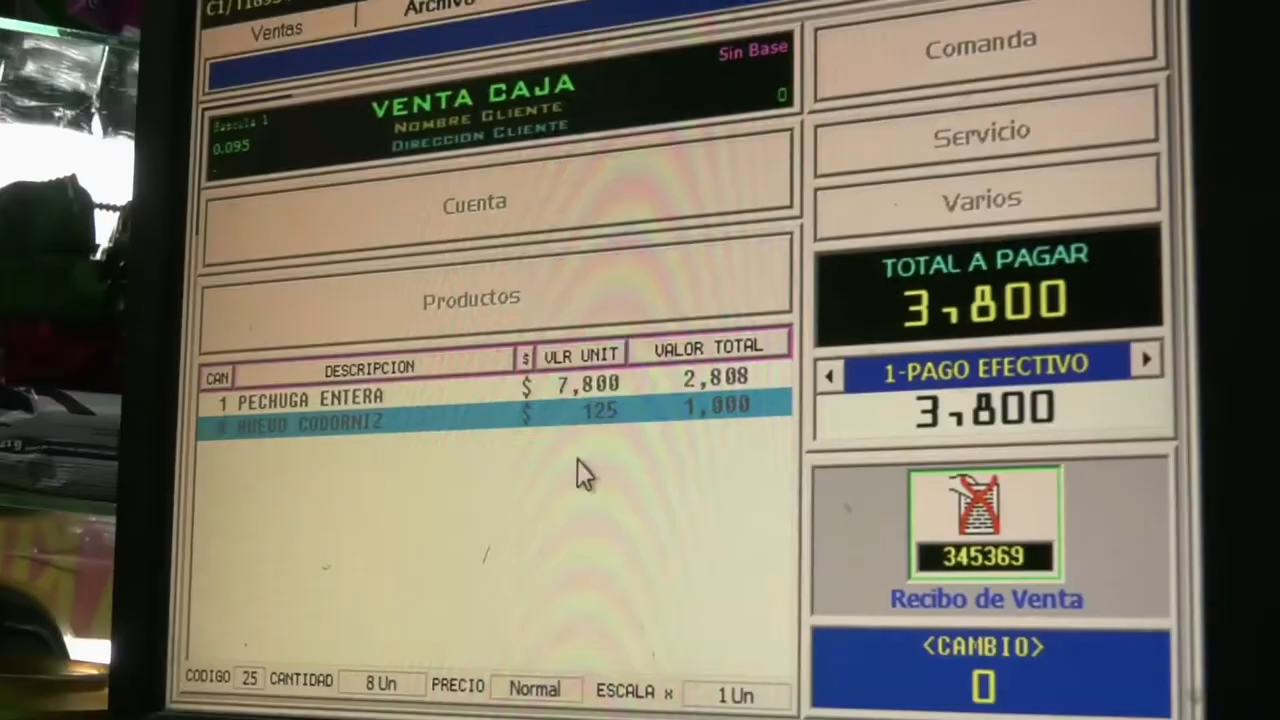 Ventas
Archivo
Sin Base
VENTA CAJA
NOMBRE CLIENTE
DIRECCION CLIENTE
Bascula 1
0.095
0
Cuenta
Productos
CAN DESCRIPCION $ VLR UNIT VALOR TOTAL
1 PECHUGA ENTERA $ 7,800 2,808
HUEVO CODORNIZ $ 125 1,000
CODIGO 25 CANTIDAD 8 Un PRECIO Normal ESCALA x 1 Un
Comanda
Servicio
Varios
TOTAL A PAGAR
3,800
1-PAGO EFECTIVO
3,800
345369
Recibo de Venta
<CAMBIO>
0